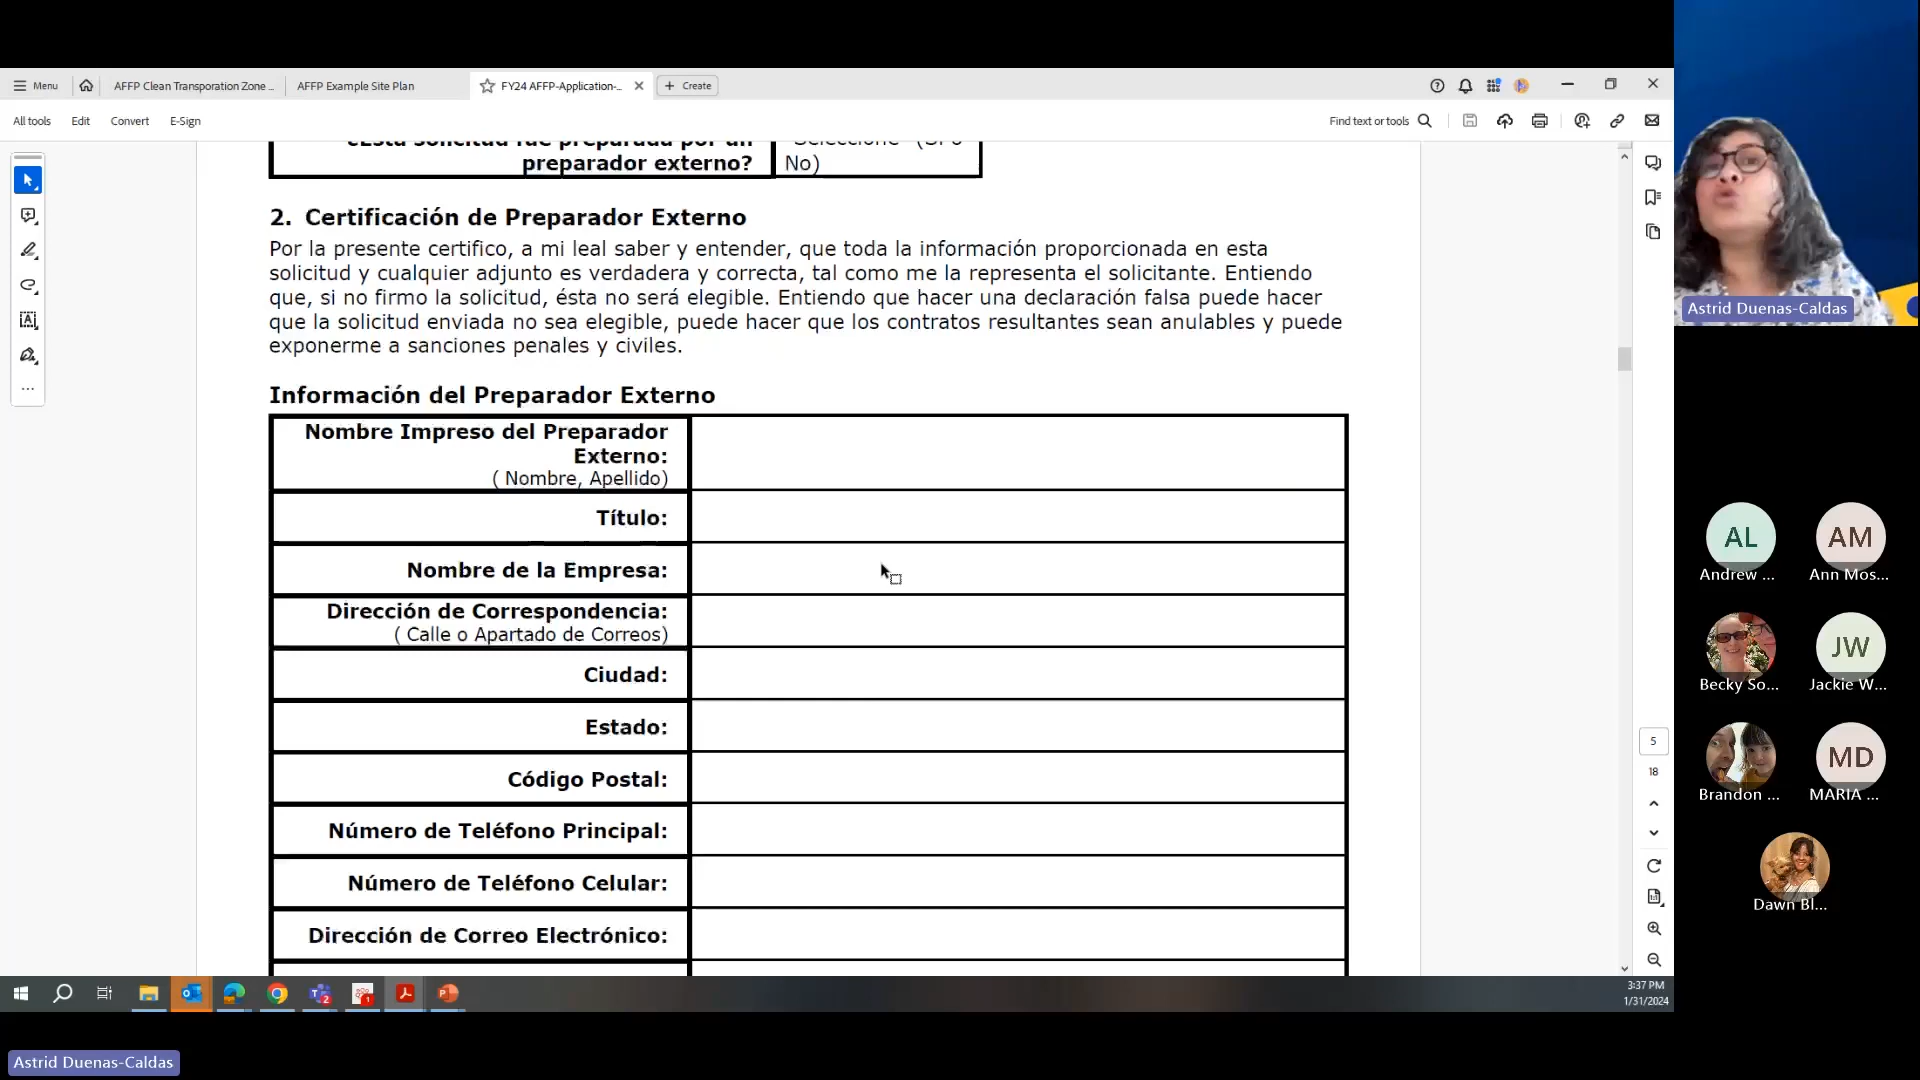 Menu
AFFP Clean Transporation Zone ...
AFFP Example Site Plan
FY24 AFFP-Application-...
Create
All tools
Edit
Convert
E-Sign
Find text or tools
¿Esta solicitud fue preparada por un
preparador externo?
Seleccione (Sí o
No)
2. Certificación de Preparador Externo
Por la presente certifico, a mi leal saber y entender, que toda la información proporcionada en esta
solicitud y cualquier adjunto es verdadera y correcta, tal como me la representa el solicitante. Entiendo
que, si no firmo la solicitud, ésta no será elegible. Entiendo que hacer una declaración falsa puede hacer
que la solicitud enviada no sea elegible, puede hacer que los contratos resultantes sean anulables y puede
exponerme a sanciones penales y civiles.
Información del Preparador Externo
Nombre Impreso del Preparador
Externo:
( Nombre, Apellido)
Título:
Nombre de la Empresa:
Dirección de Correspondencia:
( Calle o Apartado de Correos)
Ciudad:
Estado:
Código Postal:
Número de Teléfono Principal:
Número de Teléfono Celular:
Dirección de Correo Electrónico:
5
18
3:37 PM
1/31/2024
Astrid Duenas-Caldas
AL
Andrew ...
AM
Ann Mos...
Becky So...
JW
Jackie W...
Brandon ...
MD
MARIA ...
Dawn Bl...
Astrid Duenas-Caldas